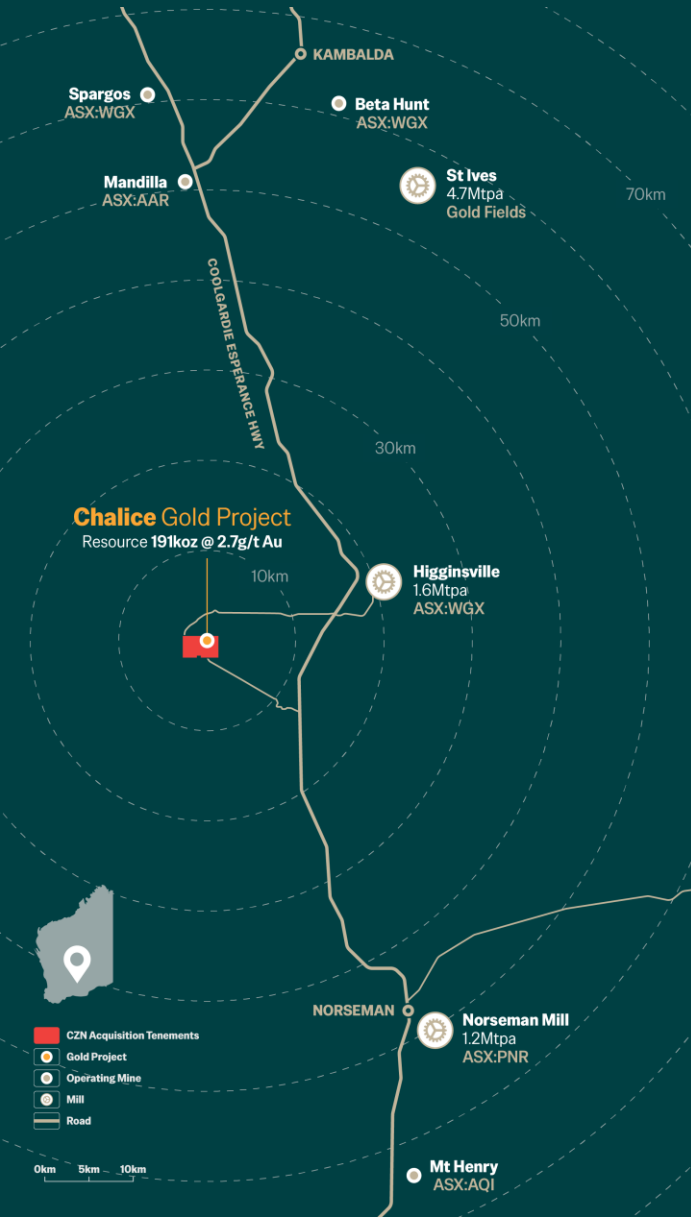 KAMBALDA
Spargos
ASX:WGX
Beta Hunt
ASX:WGX
Mandilla
ASX:AAR
St Ives
4.7Mtpa
Gold Fields
70km
COOLGARDIE ESPERANCE HWY
50km
30km
Chalice Gold Project
Resource 191koz @ 2.7g/t Au
10km
Higginsville
1.6Mtpa
ASX:WGX
NORSEMAN
Norseman Mill
1.2Mtpa
ASX:PNR
CZN Acquisition Tenements
Gold Project
Operating Mine
Mill
Road
0km 5km 10km
Mt Henry
ASX:AQI